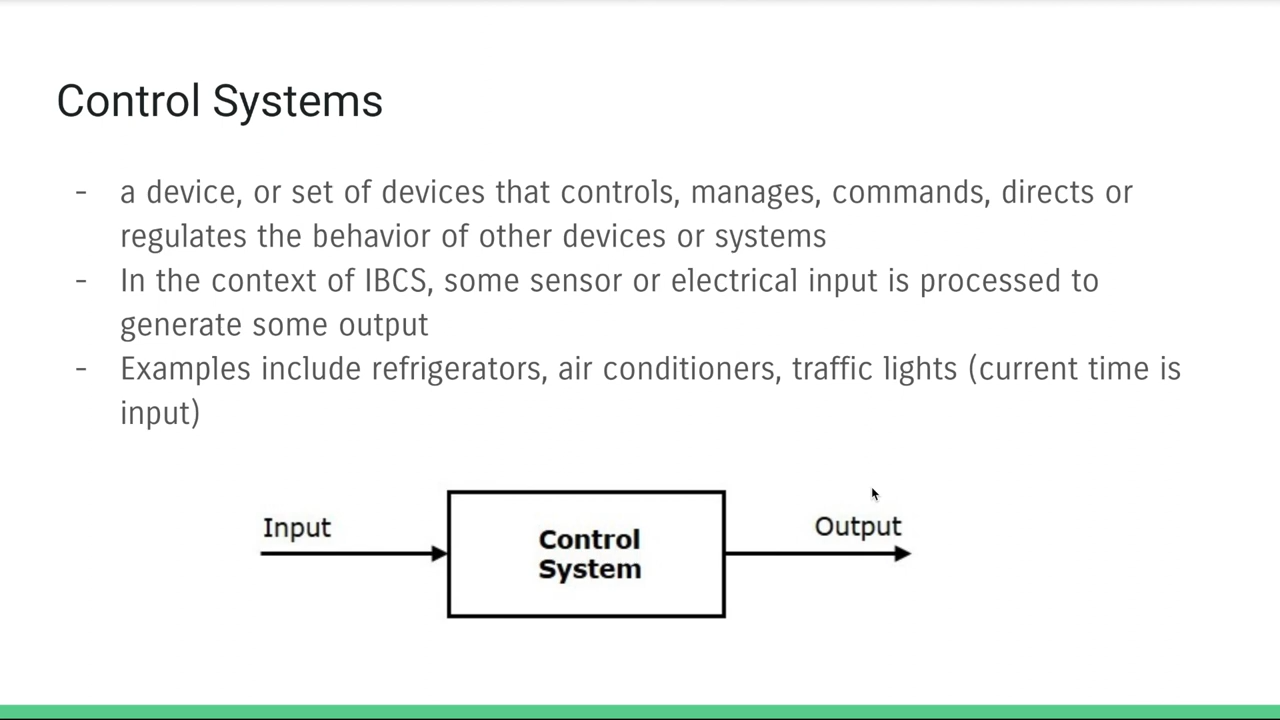 Control Systems
- a device, or set of devices that controls, manages, commands, directs or
regulates the behavior of other devices or systems
- In the context of IBCS, some sensor or electrical input is processed to
generate some output
- Examples include refrigerators, air conditioners, traffic lights (current time is
input)
Input
Control
System
Output